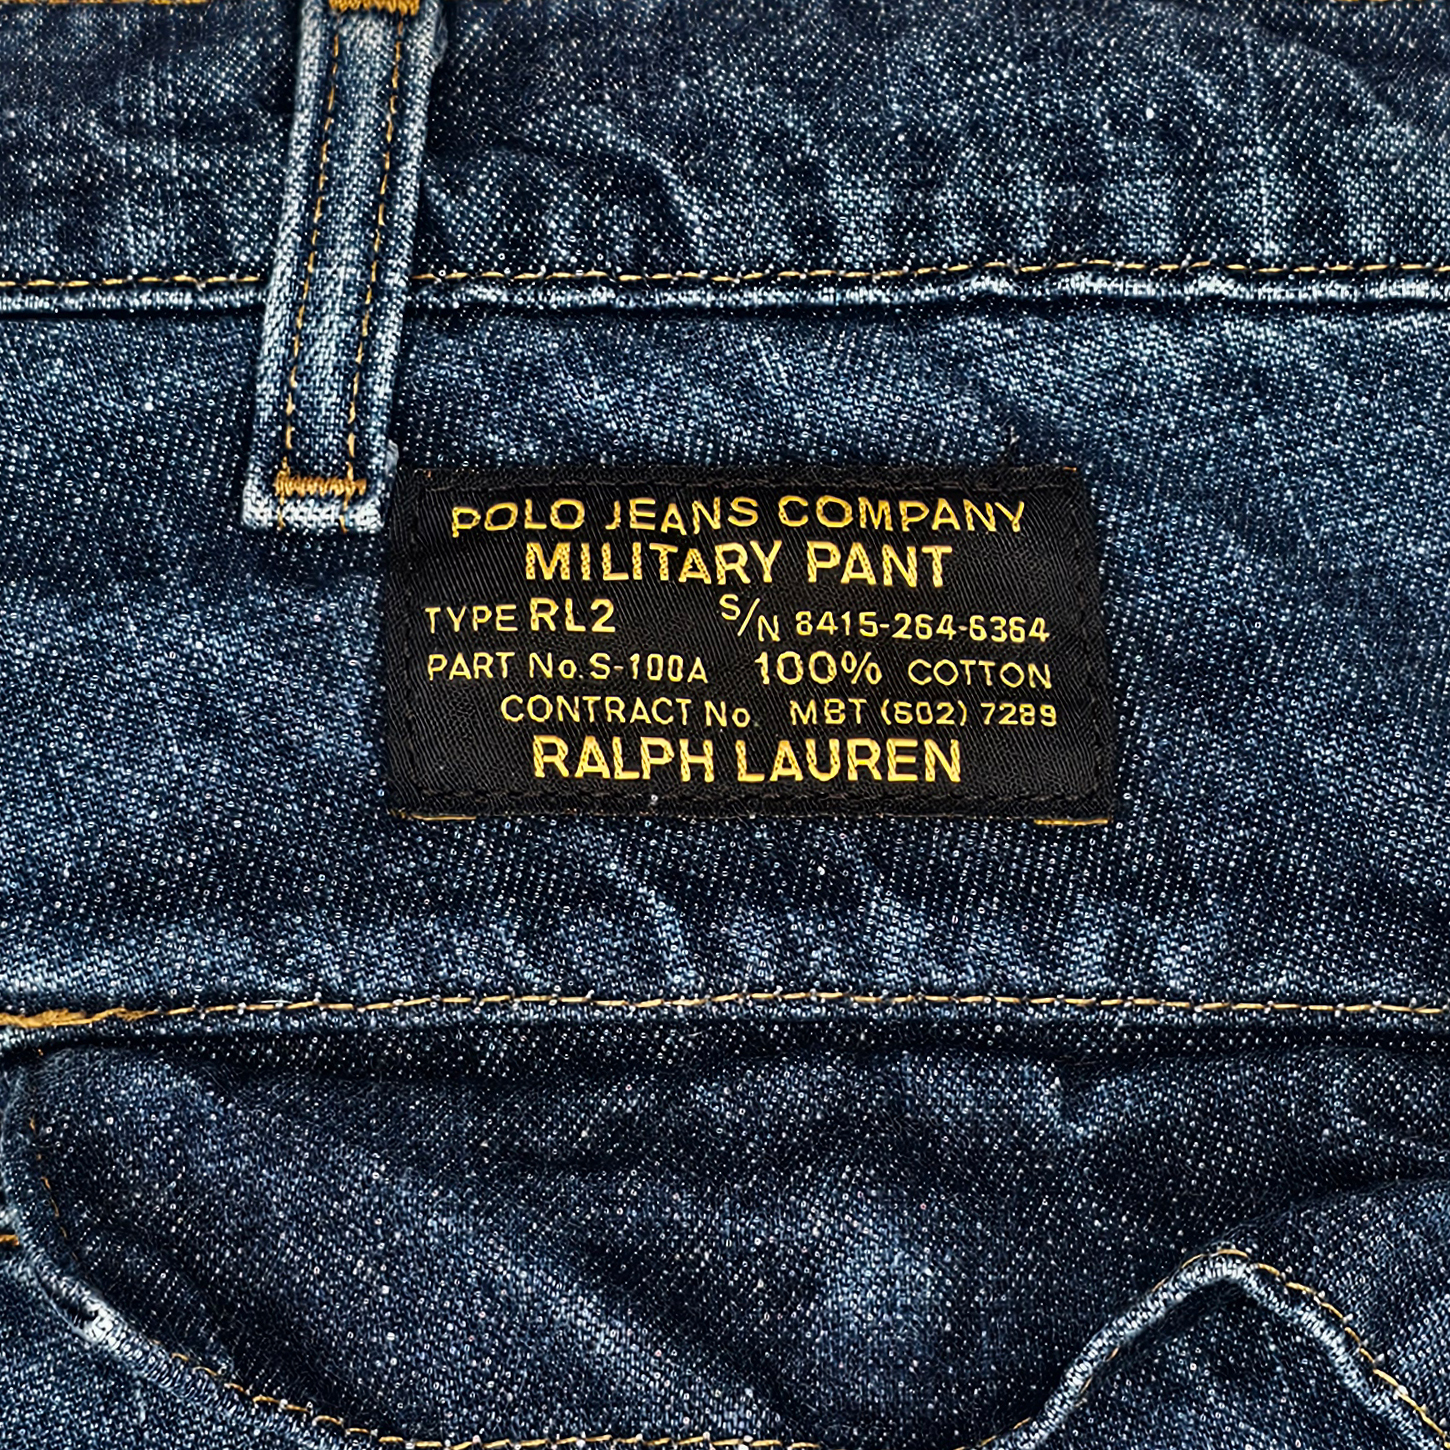 POLO JEANS COMPANY
MILITARY PANT
TYPE RL2 S/N 8415-264-6364
PART No. S-100A 100% COTTON
CONTRACT No. MBT (602) 7289
RALPH LAUREN